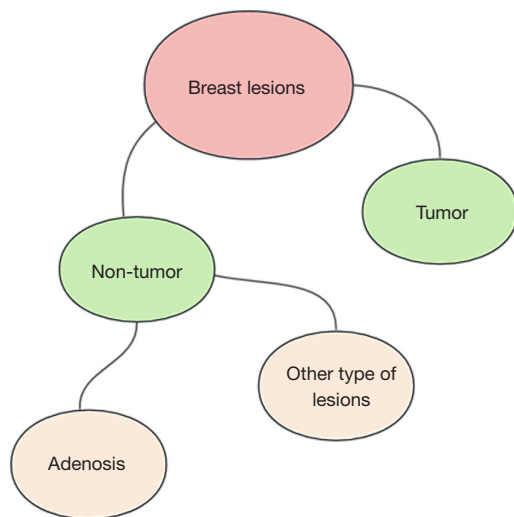 Breast lesions
Tumor
Non-tumor
Other type of
lesions
Adenosis